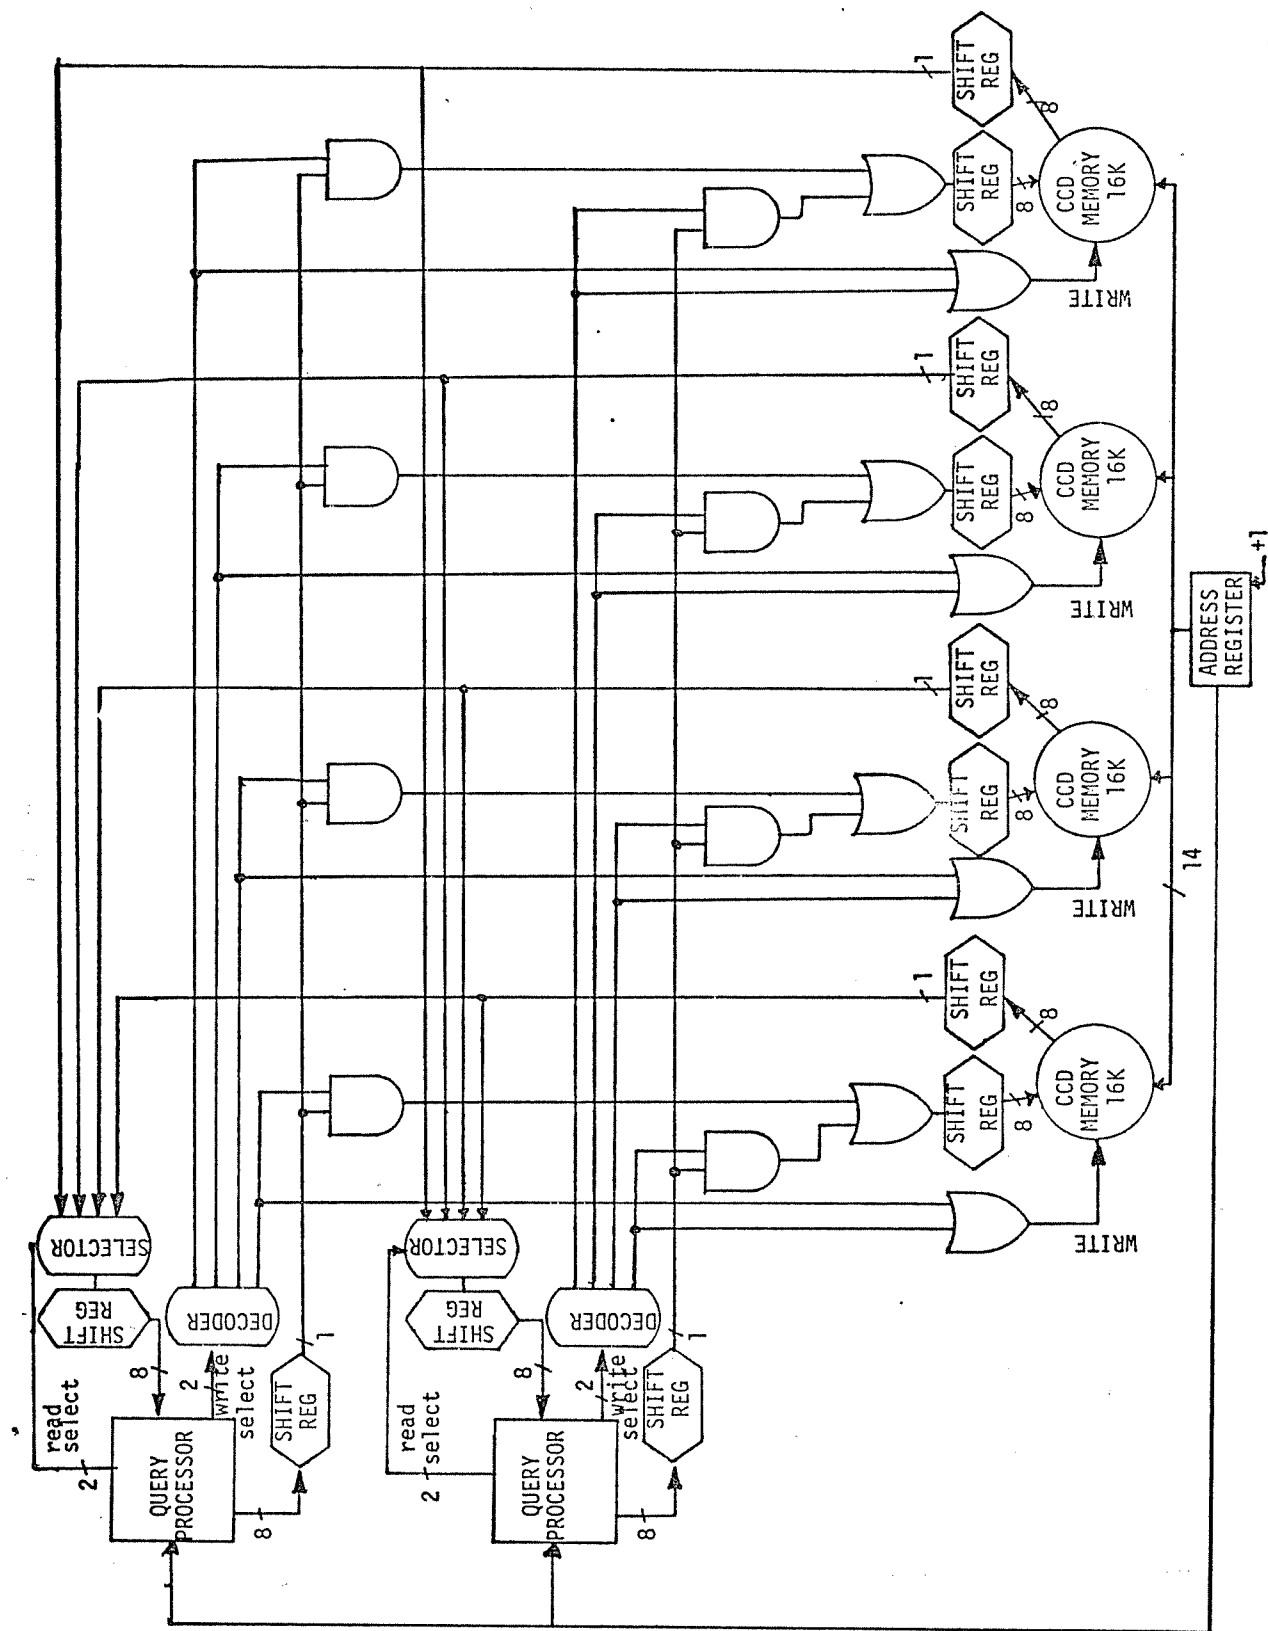 SHIFT
REG
1
8
CCD
MEMORY
16K
SHIFT
REG
8
WRITE
SHIFT
REG
1
8
CCD
MEMORY
16K
SHIFT
REG
8
WRITE
ADDRESS
REGISTER
+1
SHIFT
REG
1
8
CCD
MEMORY
16K
SHIFT
REG
8
WRITE
14
SHIFT
REG
1
8
CCD
MEMORY
16K
SHIFT
REG
8
WRITE
SELECTOR
SHIFT
REG
8
DECODER
2
write
select
read
select
2
QUERY
PROCESSOR
8
SHIFT
REG
1
SELECTOR
SHIFT
REG
8
DECODER
2
write
select
read
select
2
QUERY
PROCESSOR
8
SHIFT
REG
1